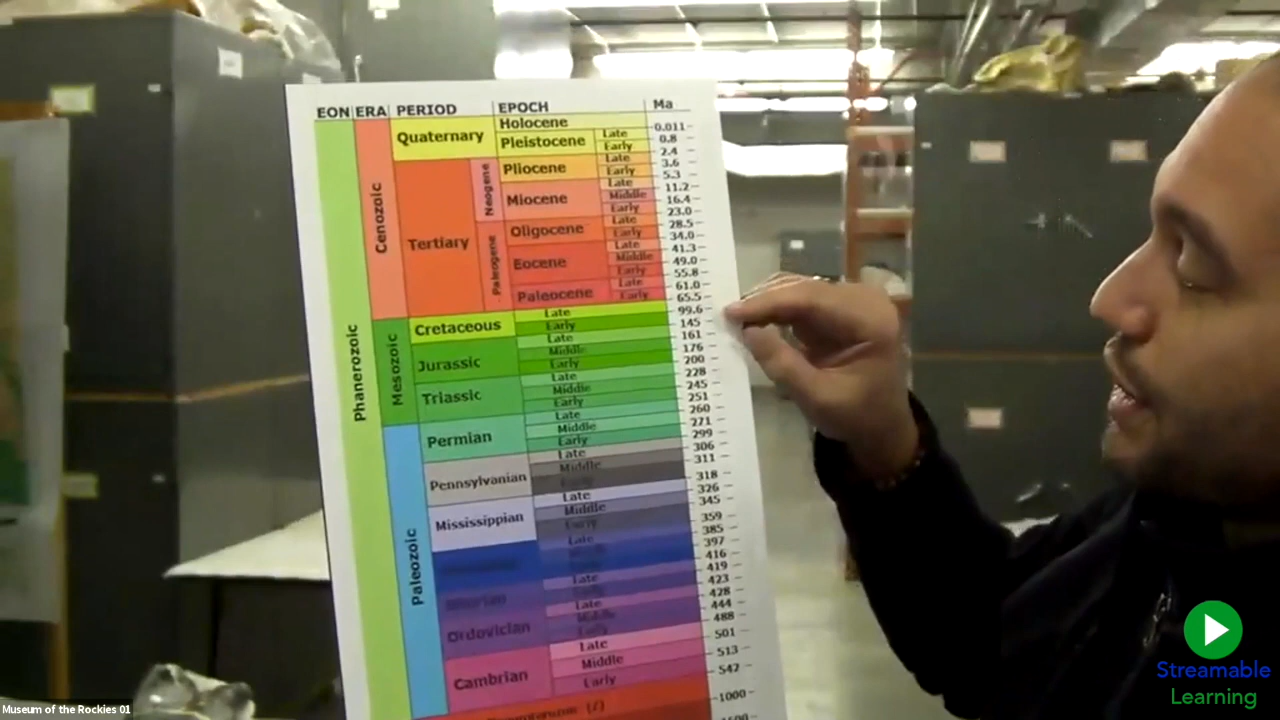 EON ERA PERIOD EPOCH Ma
Holocene
0.011
Quaternary Pleistocene Late
0.8
Early
2.4
Pliocene Late
3.6
Early
5.3
Neogene
Miocene Late
11.2
Middle
16.4
Early
23.0
Cenozoic
Tertiary
Oligocene Late
28.5
Early
34.0
Paleogene
Eocene Late
41.3
Middle
49.0
Early
55.8
Paleocene Late
61.0
Early
65.5
Phanerozoic
Mesozoic
Cretaceous Late
99.6
Early
145
Jurassic Late
161
Middle
176
Early
200
Triassic Late
228
Middle
245
Early
251
Paleozoic
Permian Late
260
Middle
271
Early
299
Pennsylvanian Late
306
Middle
311
318
Mississippian Late
326
Middle
345
Early
359
Late
385
397
416
419
Late
423
428
Ordovician Late
444
Middle
488
Early
Cambrian Late
501
Middle
513
Early
542
1000
Museum of the Rockies 01
Streamable
Learning